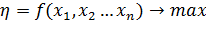 η = f(x₁, x₂ … xₙ) → max